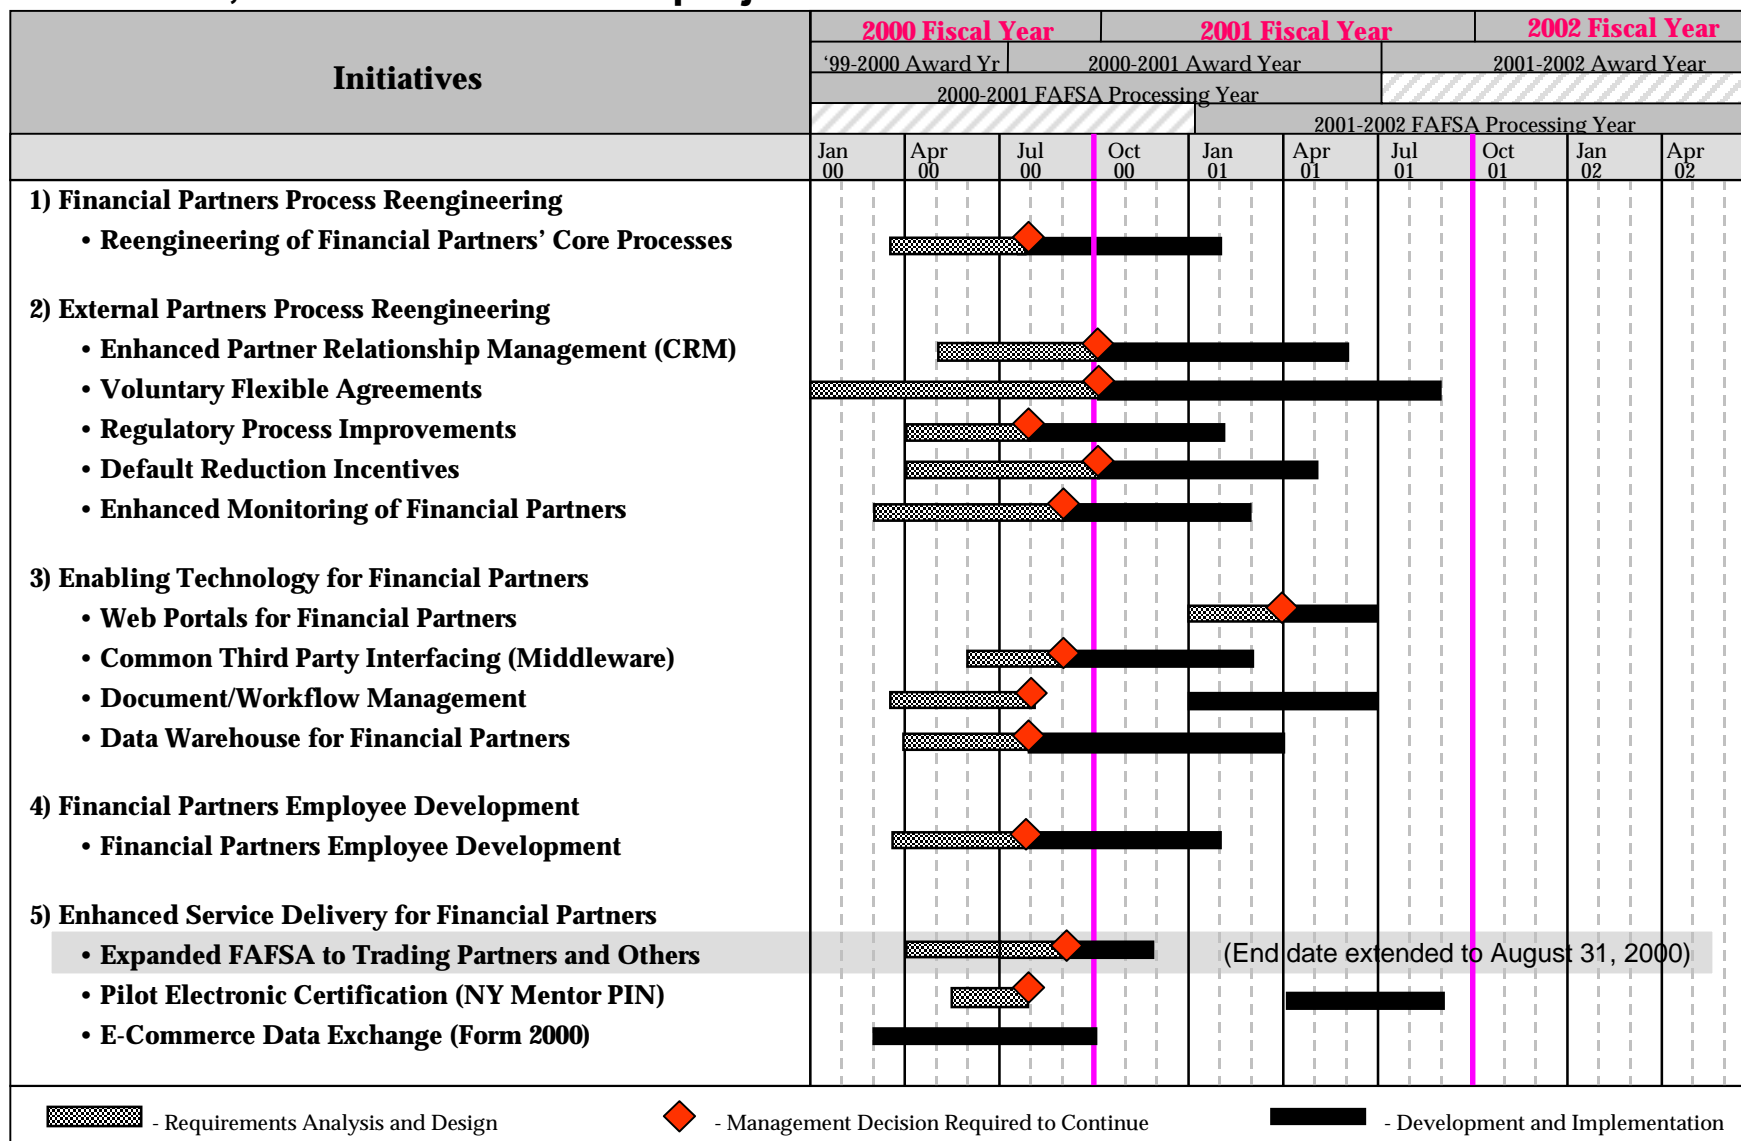 2000 Fiscal Year 2001 Fiscal Year 2002 Fiscal Year
Initiatives
‘99-2000 Award Yr 2000-2001 Award Year 2001-2002 Award Year
2000-2001 FAFSA Processing Year
2001-2002 FAFSA Processing Year
Jan Apr Jul Oct Jan Apr Jul Oct Jan Apr
00 00 00 00 01 01 01 01 02 02
1) Financial Partners Process Reengineering
• Reengineering of Financial Partners’ Core Processes
2) External Partners Process Reengineering
• Enhanced Partner Relationship Management (CRM)
• Voluntary Flexible Agreements
• Regulatory Process Improvements
• Default Reduction Incentives
• Enhanced Monitoring of Financial Partners
3) Enabling Technology for Financial Partners
• Web Portals for Financial Partners
• Common Third Party Interfacing (Middleware)
• Document/Workflow Management
• Data Warehouse for Financial Partners
4) Financial Partners Employee Development
• Financial Partners Employee Development
5) Enhanced Service Delivery for Financial Partners
• Expanded FAFSA to Trading Partners and Others (End date extended to August 31, 2000)
• Pilot Electronic Certification (NY Mentor PIN)
• E-Commerce Data Exchange (Form 2000)
- Requirements Analysis and Design - Management Decision Required to Continue - Development and Implementation